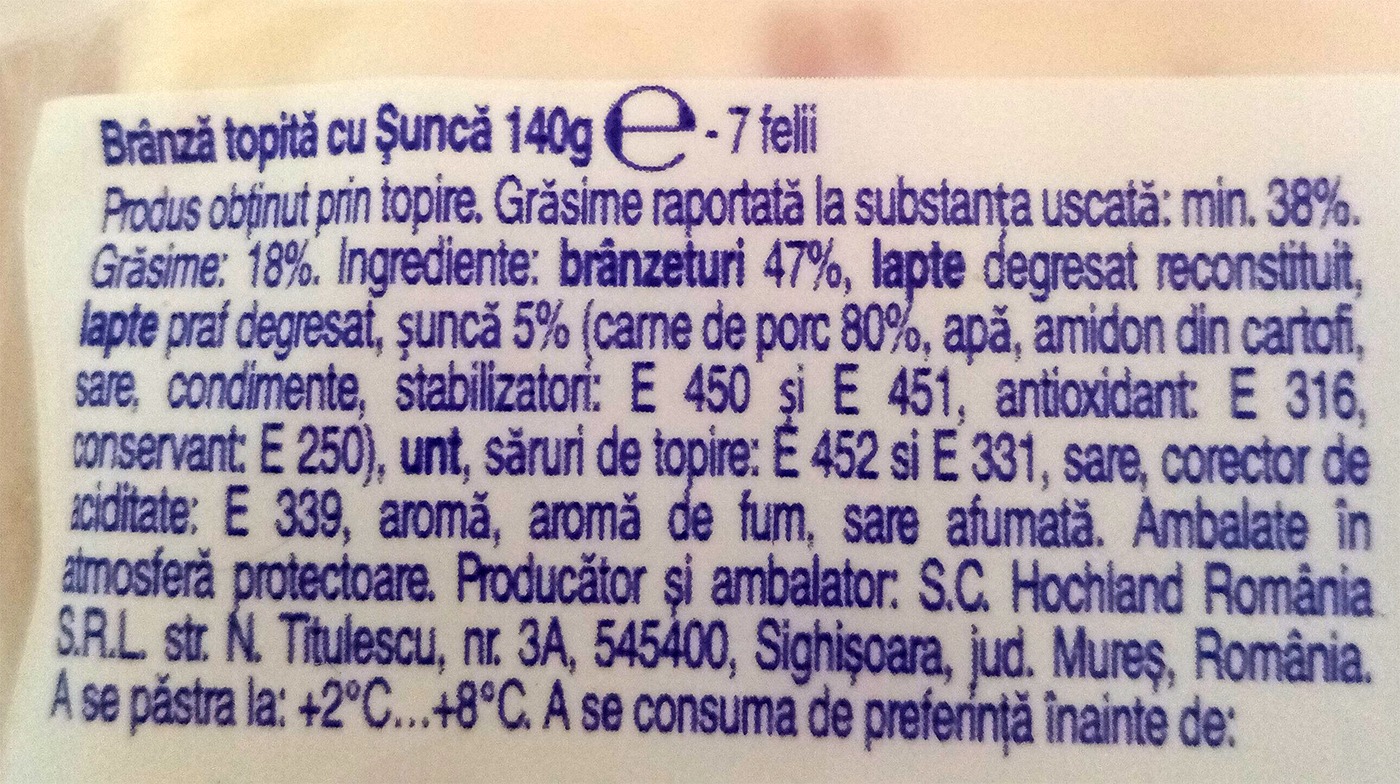 Brânză topită cu Şuncă 140g e - 7 felii
Produs obţinut prin topire. Grăsime raportată la substanţa uscată: min. 38%.
Grăsime: 18%. Ingrediente: brânzeturi 47%, lapte degresat reconstituit,
lapte praf degresat, şuncă 5% (carne de porc 80%, apă, amidon din cartofi,
sare, condimente, stabilizatori: E 450 şi E 451, antioxidant: E 316,
conservant: E 250), unt, săruri de topire: E 452 si E 331, sare, corector de
aciditate: E 339, aromă, aromă de fum, sare afumată. Ambalate în
atmosferă protectoare. Producător şi ambalator: S.C. Hochland România
S.R.L. str. N. Titulescu, nr. 3A, 545400, Sighişoara, jud. Mureş, România.
A se păstra la: +2°C...+8°C. A se consuma de preferinţă înainte de: